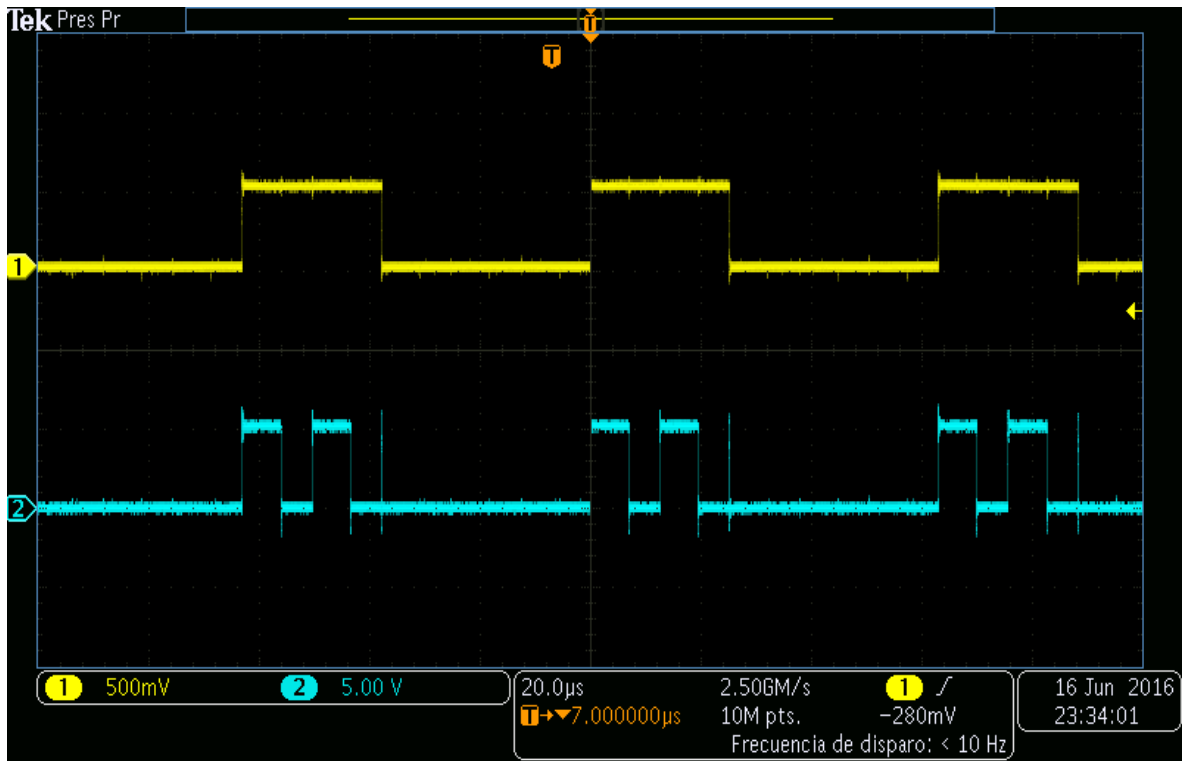 Tek Pres Pr
T
T
1
2
1 500mV 2 5.00 V
20.0µs 2.50GM/s 1
T→▼7.000000µs 10M pts. −280mV
Frecuencia de disparo: < 10 Hz
16 Jun 2016
23:34:01